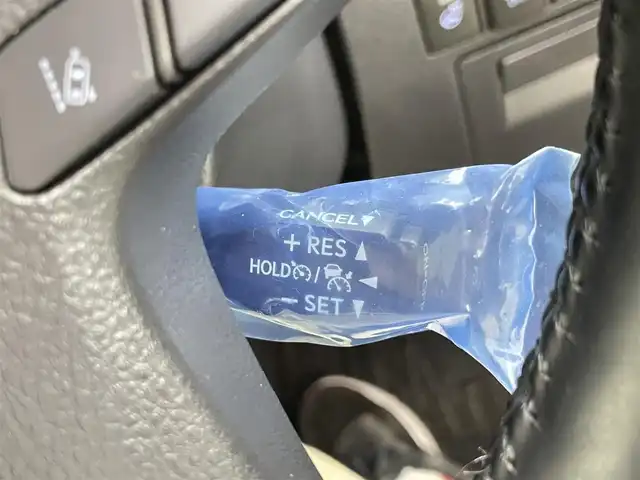 CANCEL
+ RES
HOLD /
− SET